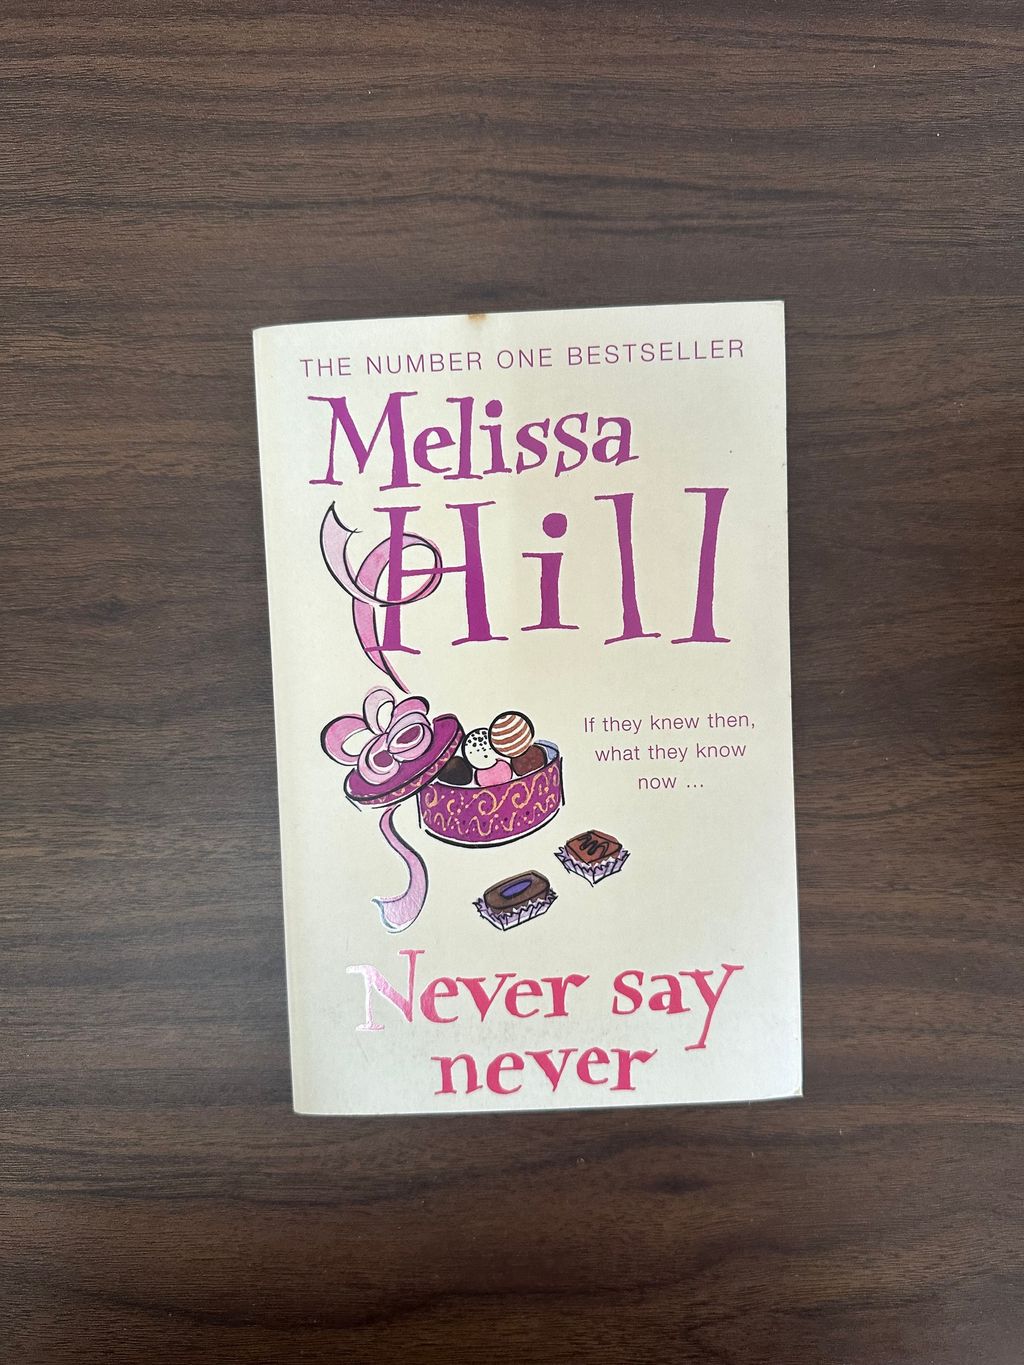 THE NUMBER ONE BESTSELLER
Melissa
Hill
If they knew then,
what they know
now ...
Never say
never